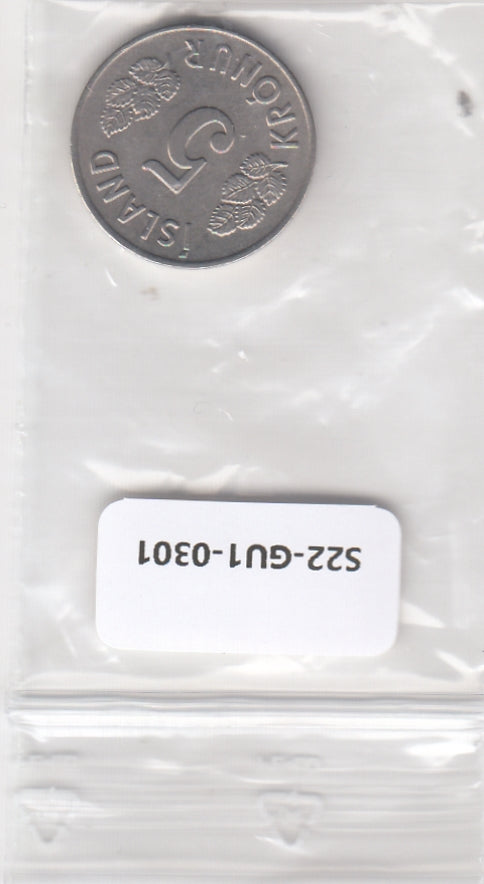 ÍSLAND
5
KRÓNUR
S22-GU1-0301